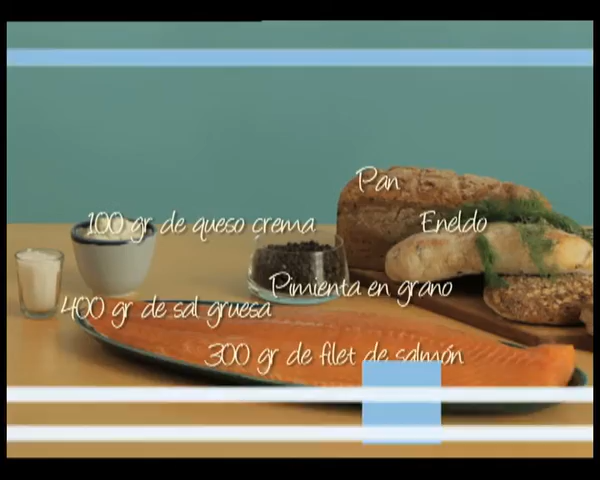 Pan
100 gr de queso crema
Eneldo
Pimienta en grano
400 gr de sal gruesa
300 gr de filet de salmón